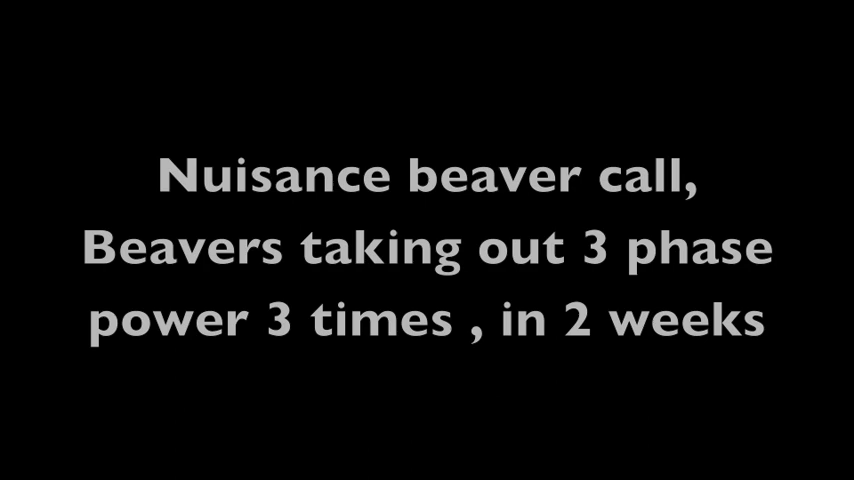 Nuisance beaver call,
Beavers taking out 3 phase
power 3 times , in 2 weeks